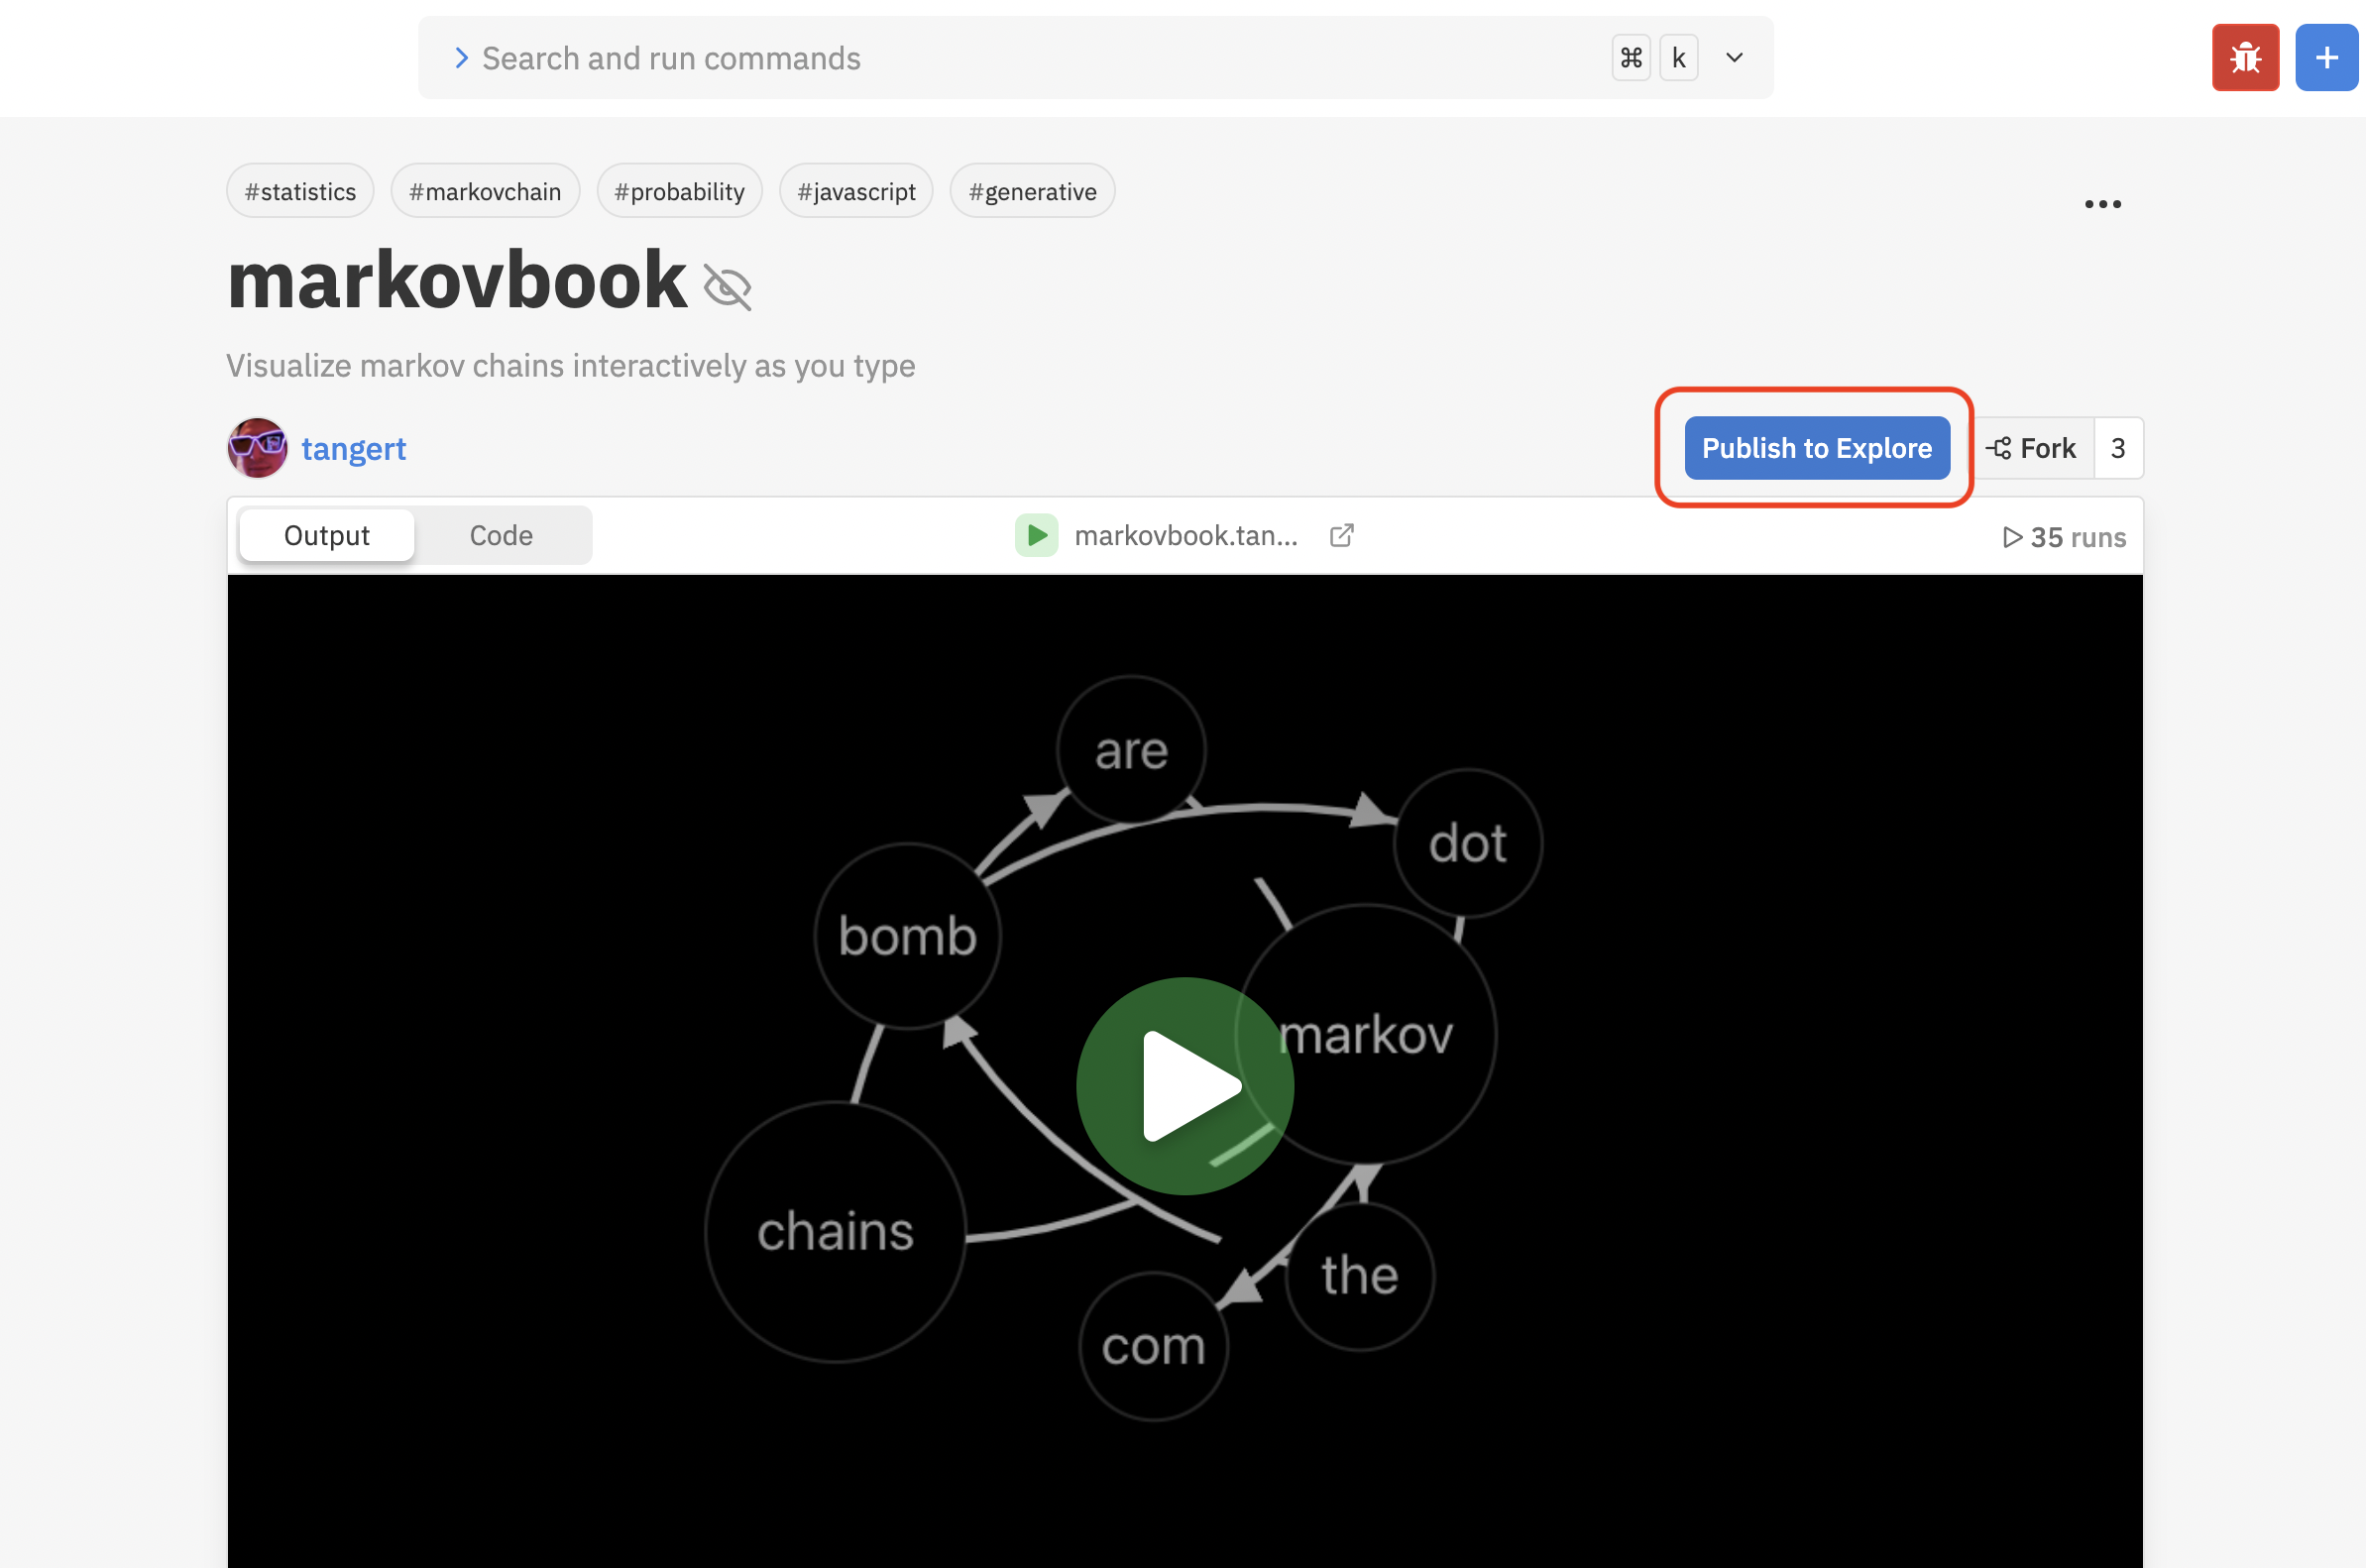 Search and run commands ⌘ k
#statistics #markovchain #probability #javascript #generative
markovbook
Visualize markov chains interactively as you type
tangert
Publish to Explore Fork 3
Output Code markovbook.tan... 35 runs
are
dot
bomb
markov
chains
the
com